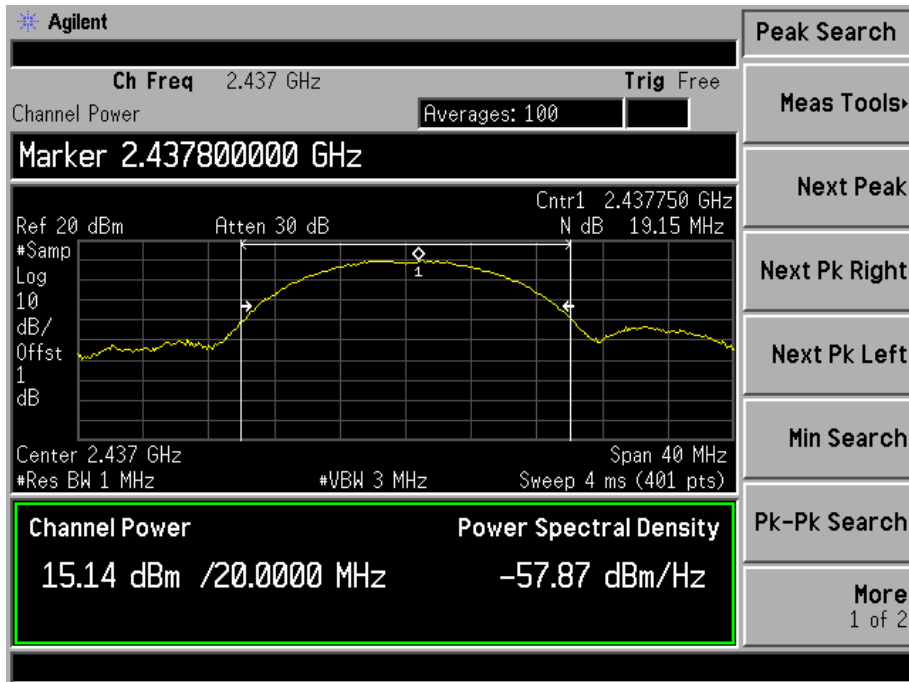 Agilent
Ch Freq 2.437 GHz Trig Free
Channel Power Averages: 100
Marker 2.437800000 GHz
Cntr1 2.437750 GHz
Ref 20 dBm Atten 30 dB N dB 19.15 MHz
#Samp
Log
10
dB/
Offst
1
dB
1
Center 2.437 GHz Span 40 MHz
#Res BW 1 MHz #VBW 3 MHz Sweep 4 ms (401 pts)
Channel Power Power Spectral Density
15.14 dBm /20.0000 MHz -57.87 dBm/Hz
Peak Search
Meas Tools
Next Peak
Next Pk Right
Next Pk Left
Min Search
Pk-Pk Search
More
1 of 2